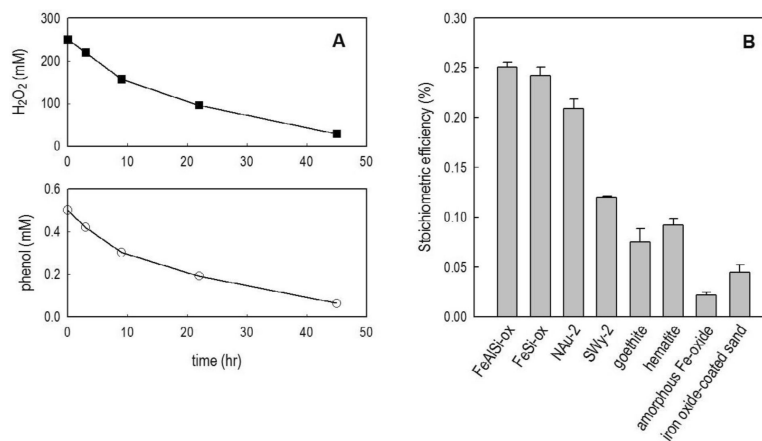 A
H₂O₂ (mM)
300
200
100
0
0 10 20 30 40 50
phenol (mM)
0.6
0.4
0.2
0.0
0 10 20 30 40 50
time (hr)
B
Stoichiometric efficiency (%)
0.30
0.25
0.20
0.15
0.10
0.05
0.00
FeAlSi-ox
FeSi-ox
NAu-2
SWy-2
goethite
hematite
amorphous Fe-oxide
iron oxide-coated sand